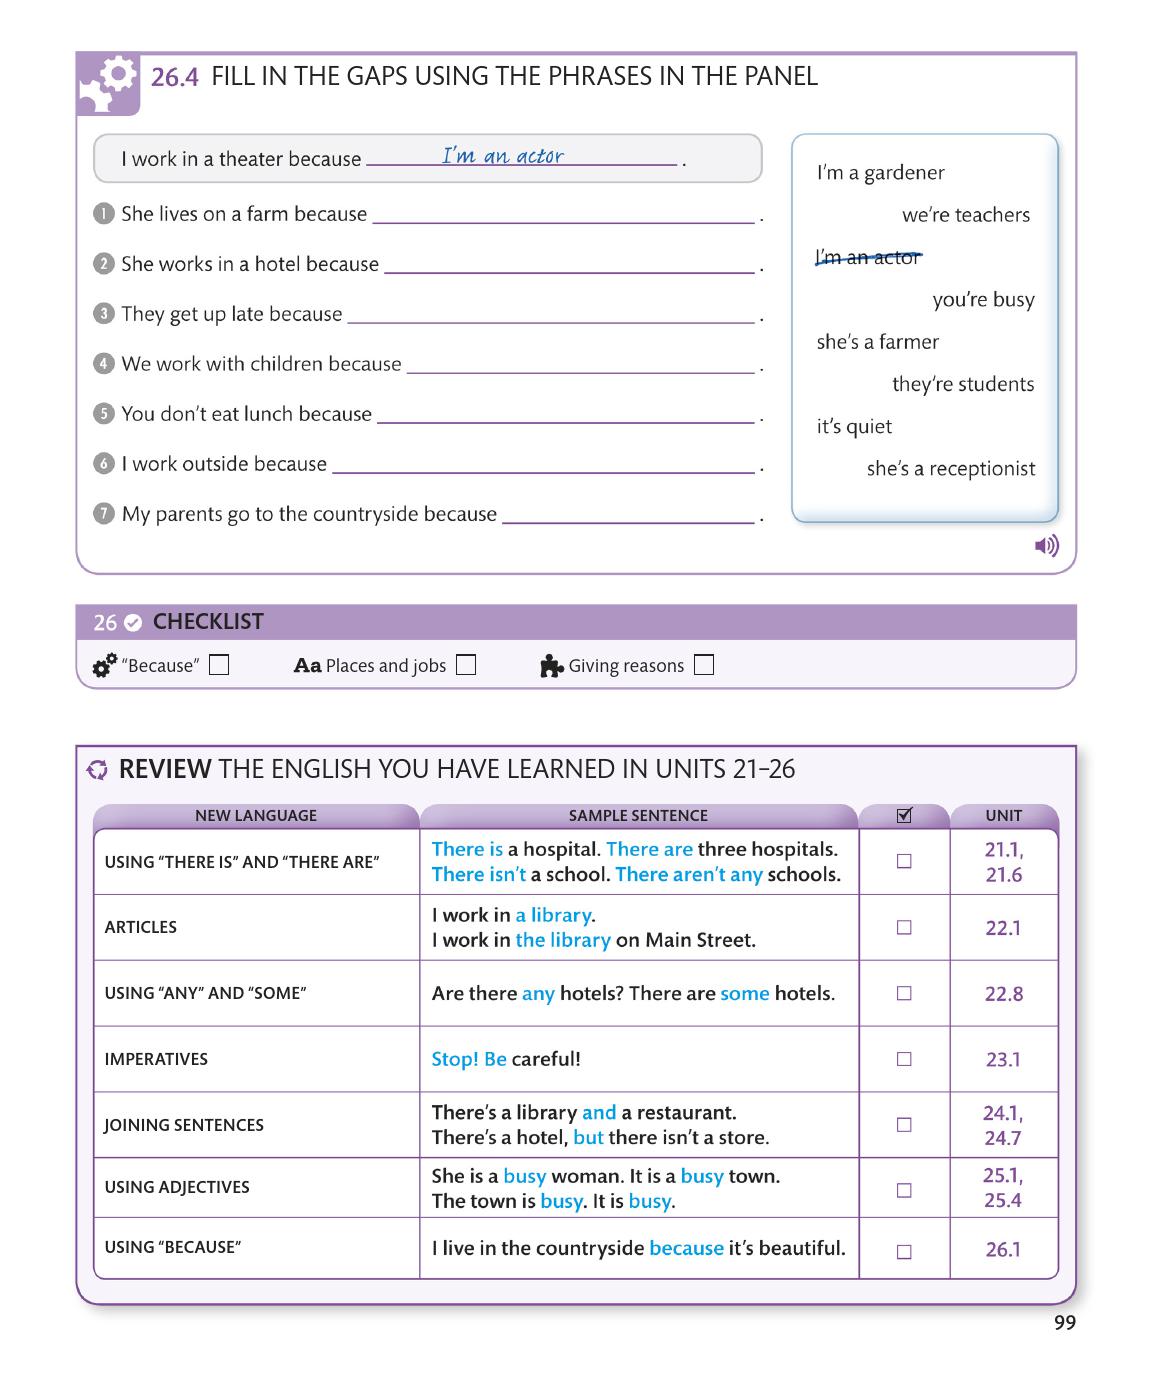 26.4 FILL IN THE GAPS USING THE PHRASES IN THE PANEL
I work in a theater because I'm an actor .
1 She lives on a farm because .
2 She works in a hotel because .
3 They get up late because .
4 We work with children because .
5 You don't eat lunch because .
6 I work outside because .
7 My parents go to the countryside because .
I'm a gardener
we're teachers
I'm an actor
you're busy
she's a farmer
they're students
it's quiet
she's a receptionist
26 CHECKLIST
"Because"
Aa Places and jobs
Giving reasons
REVIEW THE ENGLISH YOU HAVE LEARNED IN UNITS 21–26
NEW LANGUAGE SAMPLE SENTENCE UNIT
USING "THERE IS" AND "THERE ARE"
There is a hospital. There are three hospitals.
There isn't a school. There aren't any schools.
21.1,
21.6
ARTICLES
I work in a library.
I work in the library on Main Street.
22.1
USING "ANY" AND "SOME"
Are there any hotels? There are some hotels.
22.8
IMPERATIVES
Stop! Be careful!
23.1
JOINING SENTENCES
There's a library and a restaurant.
There's a hotel, but there isn't a store.
24.1,
24.7
USING ADJECTIVES
She is a busy woman. It is a busy town.
The town is busy. It is busy.
25.1,
25.4
USING "BECAUSE"
I live in the countryside because it's beautiful.
26.1
99